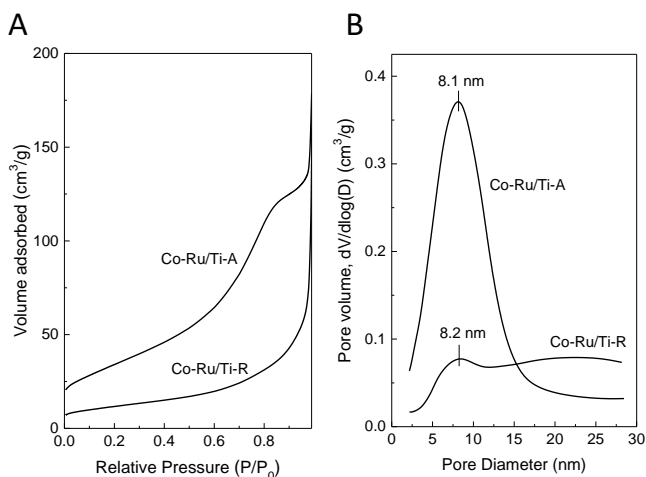 A
200
150
100
50
0
0.0 0.2 0.4 0.6 0.8
Volume adsorbed (cm³/g)
Relative Pressure (P/P₀)
Co-Ru/Ti-A
Co-Ru/Ti-R
B
0.4
0.3
0.2
0.1
0.0
0 5 10 15 20 25 30
Pore volume, dV/dlog(D) (cm³/g)
Pore Diameter (nm)
8.1 nm
Co-Ru/Ti-A
8.2 nm
Co-Ru/Ti-R